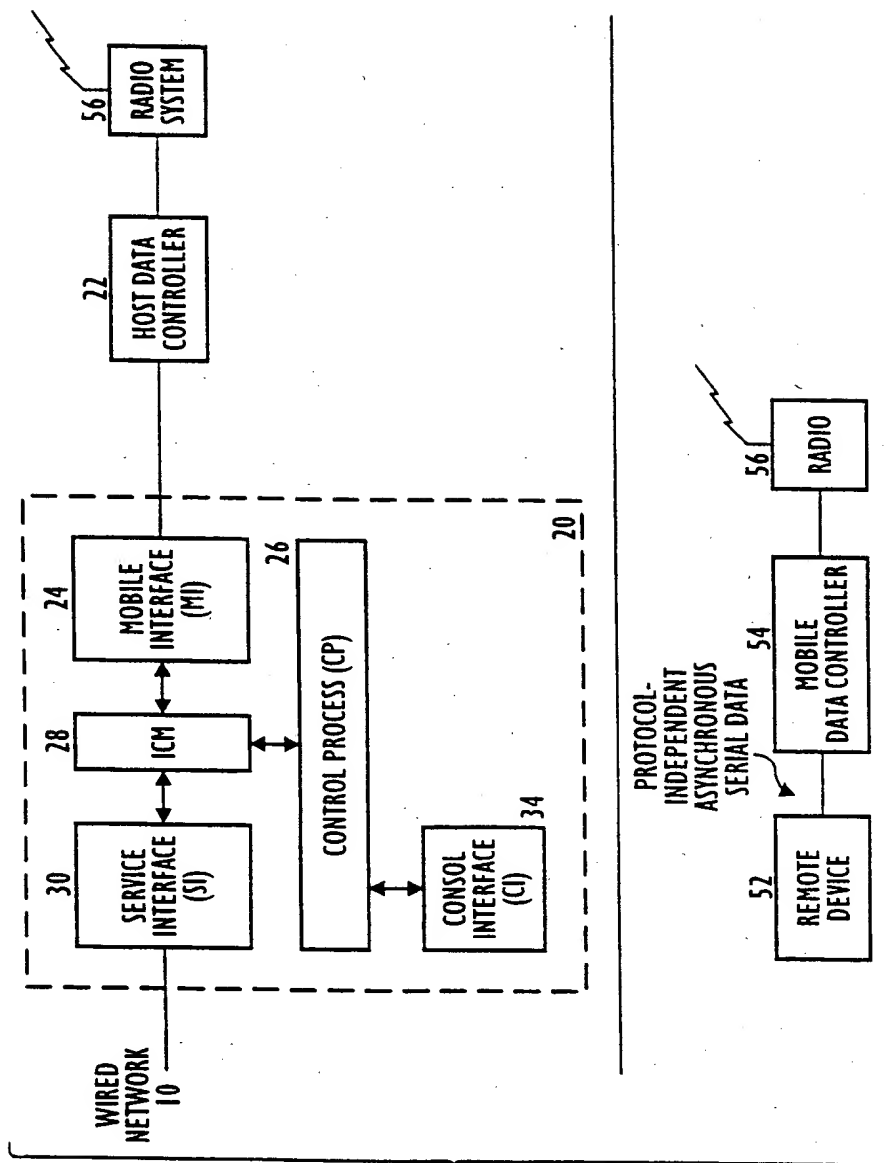 WIRED
NETWORK
10
30
SERVICE
INTERFACE
(SI)
28
ICM
24
MOBILE
INTERFACE
(MI)
26
CONTROL PROCESS (CP)
34
CONSOL
INTERFACE
(CI)
20
22
HOST DATA
CONTROLLER
56
RADIO
SYSTEM
52
REMOTE
DEVICE
PROTOCOL-
INDEPENDENT
ASYNCHRONOUS
SERIAL DATA
54
MOBILE
DATA CONTROLLER
56
RADIO